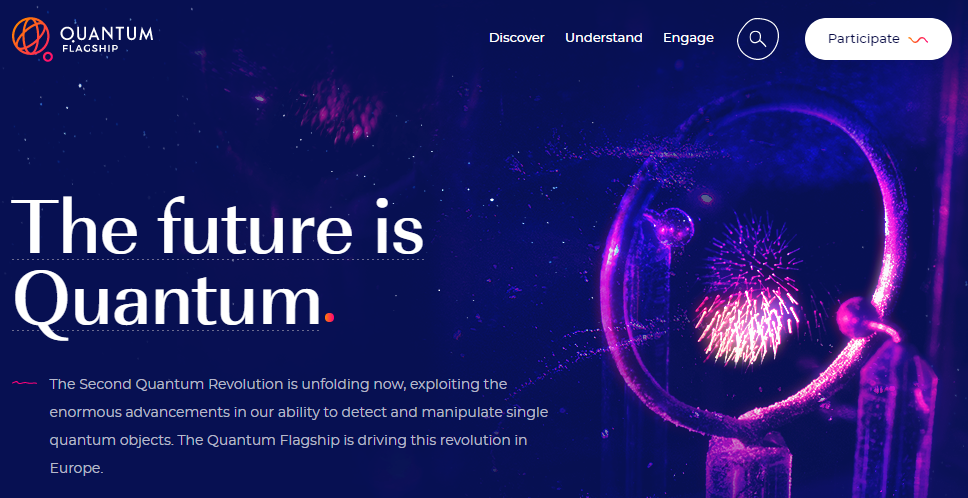 QUANTUM
FLAGSHIP
Discover
Understand
Engage
Participate
The future is
Quantum.
The Second Quantum Revolution is unfolding now, exploiting the
enormous advancements in our ability to detect and manipulate single
quantum objects. The Quantum Flagship is driving this revolution in
Europe.